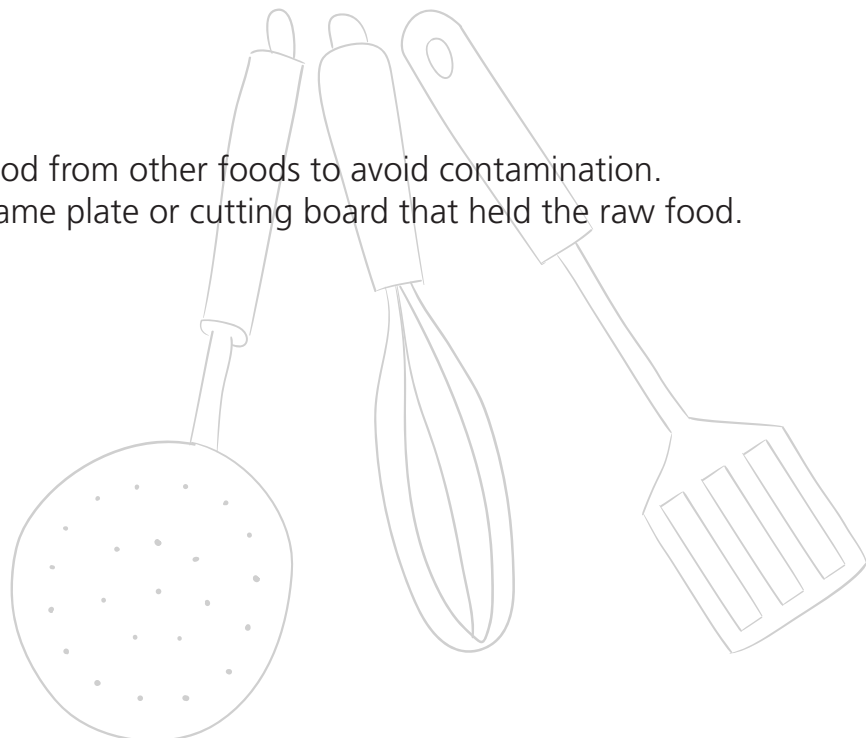 od from other foods to avoid contamination.
ame plate or cutting board that held the raw food.